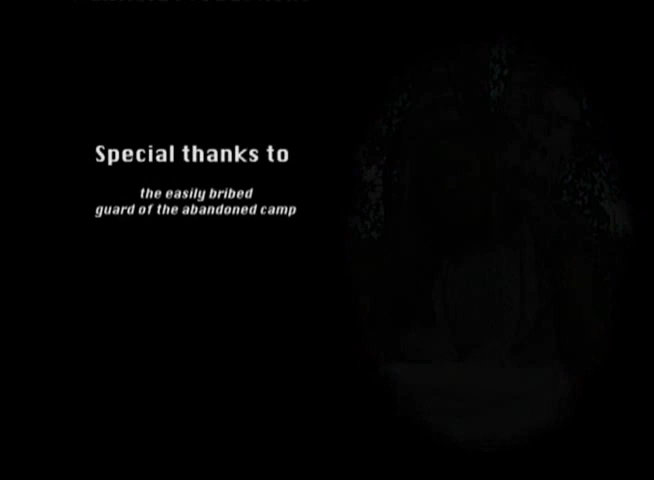 Special thanks to
the easily bribed
guard of the abandoned camp